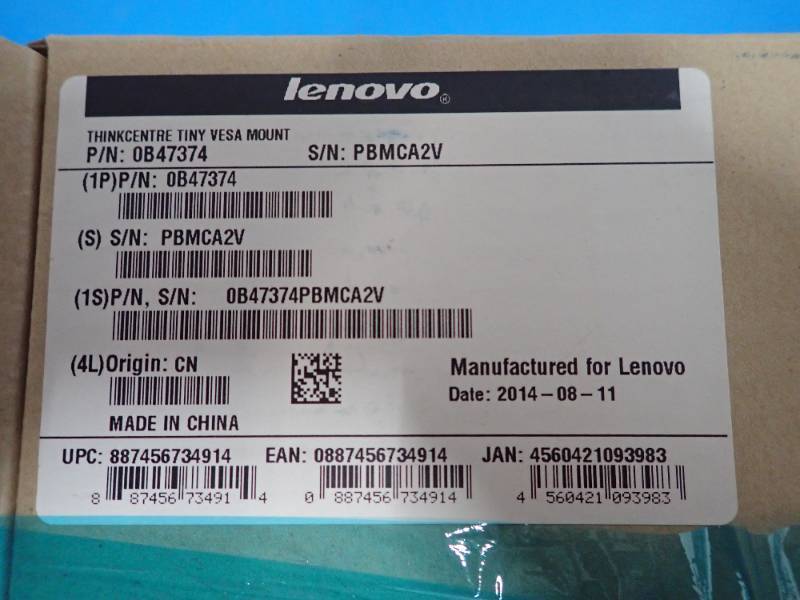 lenovo®
THINKCENTRE TINY VESA MOUNT
P/N: 0B47374 S/N: PBMCA2V
(1P)P/N: 0B47374
(S) S/N: PBMCA2V
(1S)P/N, S/N: 0B47374PBMCA2V
(4L)Origin: CN
Manufactured for Lenovo
Date: 2014-08-11
MADE IN CHINA
UPC: 887456734914 EAN: 0887456734914 JAN: 4560421093983
8 87456 73491 4 0 887456 734914 4 560421 093983